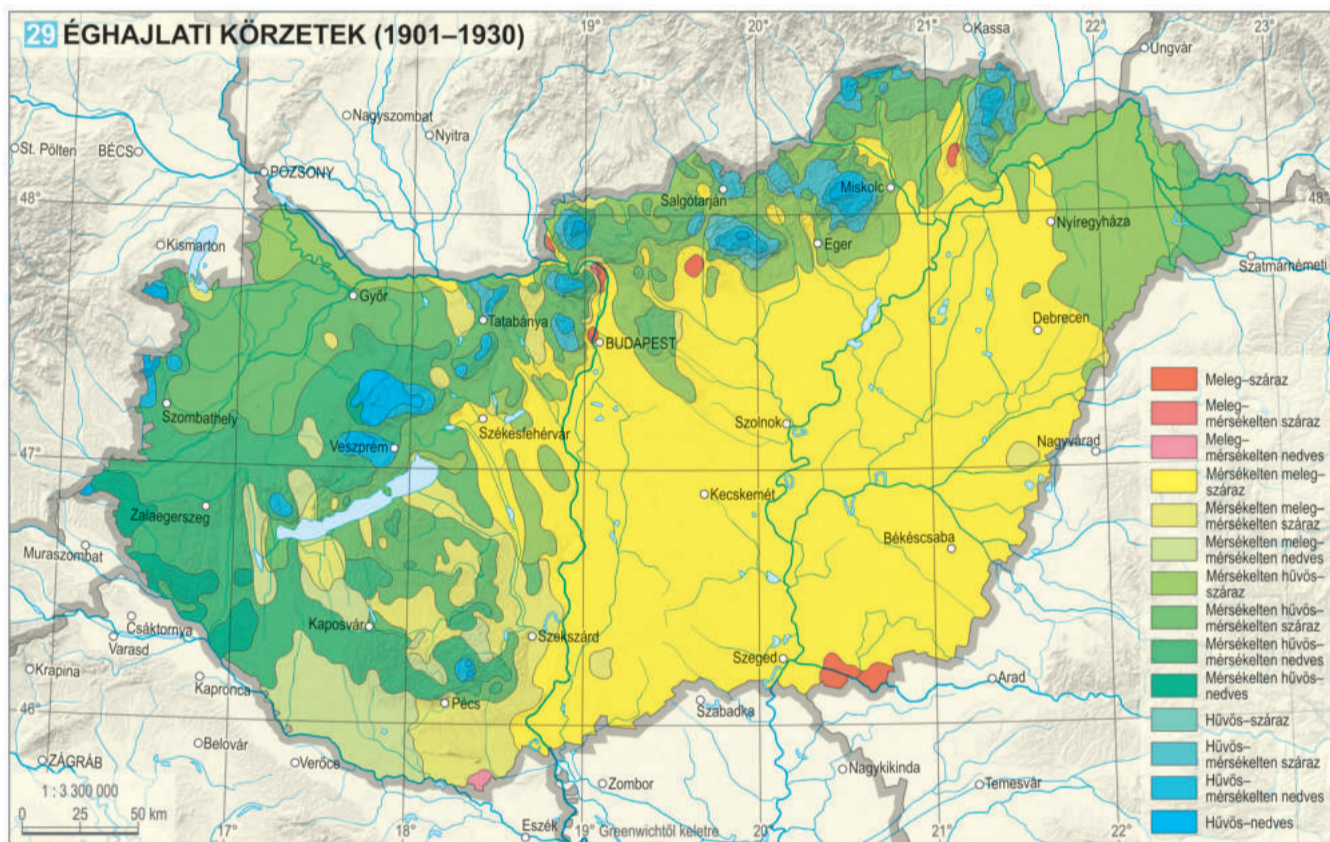 29 ÉGHAJLATI KÖRZETEK (1901–1930)
19°
20°
21°
22°
23°
Kassa
Ungvár
Nagyszombat
Nyitra
St. Pölten
BÉCS
POZSONY
48°
Kismarton
Győr
Tatabánya
BUDAPEST
Salgótarján
Miskolc
Eger
Nyíregyháza
48°
Szatmárnémeti
Debrecen
Szombathely
Székesfehérvár
Veszprém
Szolnok
Nagyvárad
47°
Zalaegerszeg
Kecskemét
Békéscsaba
Muraszombat
Csáktornya
Varasd
Kaposvár
Szekszárd
Szeged
Krapina
Kapronca
Pécs
Szabadka
Arad
46°
Belovár
ZÁGRÁB
Verőce
Zombor
Nagykikinda
Temesvár
Eszék
1 : 3 300 000
0 25 50 km
17°
18°
19°
Greenwichtől keletre
20°
21°
22°
Meleg–száraz
Meleg–
mérsékelten száraz
Meleg–
mérsékelten nedves
Mérsékelten meleg–
száraz
Mérsékelten meleg–
mérsékelten száraz
Mérsékelten meleg–
mérsékelten nedves
Mérsékelten hűvös–
száraz
Mérsékelten hűvös–
mérsékelten száraz
Mérsékelten hűvös–
mérsékelten nedves
Mérsékelten hűvös–
nedves
Hűvös–száraz
Hűvös–
mérsékelten száraz
Hűvös–
mérsékelten nedves
Hűvös–nedves